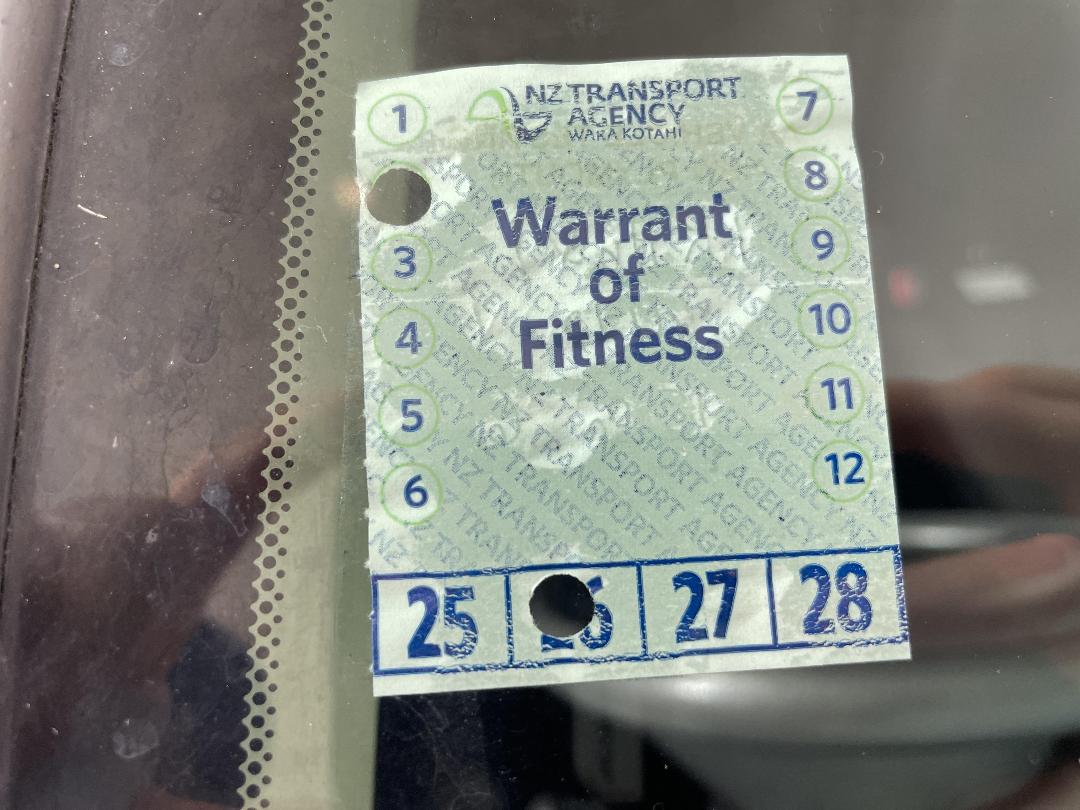 NZ TRANSPORT
AGENCY
WAKA KOTAHI
Warrant
of
Fitness
1
3
4
5
6
7
8
9
10
11
12
25
27
28